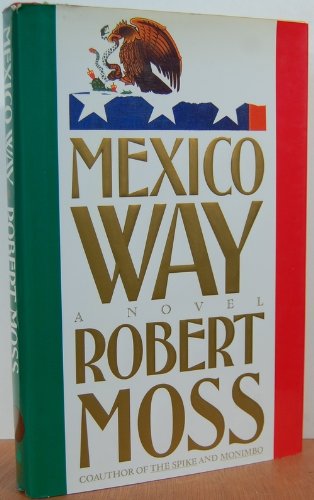 MEXICO
WAY
A NOVEL
ROBERT
MOSS
COAUTHOR OF THE SPIKE AND MONIMBO
MEXICO WAY ROBERT MOSS